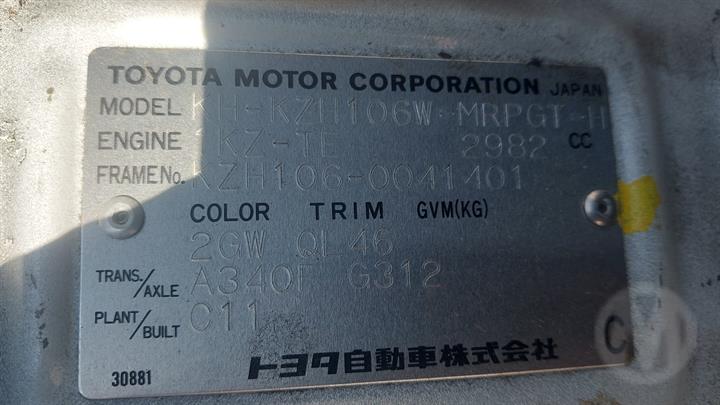 TOYOTA MOTOR CORPORATION JAPAN
MODEL KH-KZH106W-MRPGT-H
ENGINE 1KZ-TE 2982 CC
FRAME No. KZH106-0041401
COLOR TRIM GVM(KG)
2GW QL46
TRANS./AXLE A340F G312
PLANT/BUILT C11
トヨタ自動車株式会社
30881
C